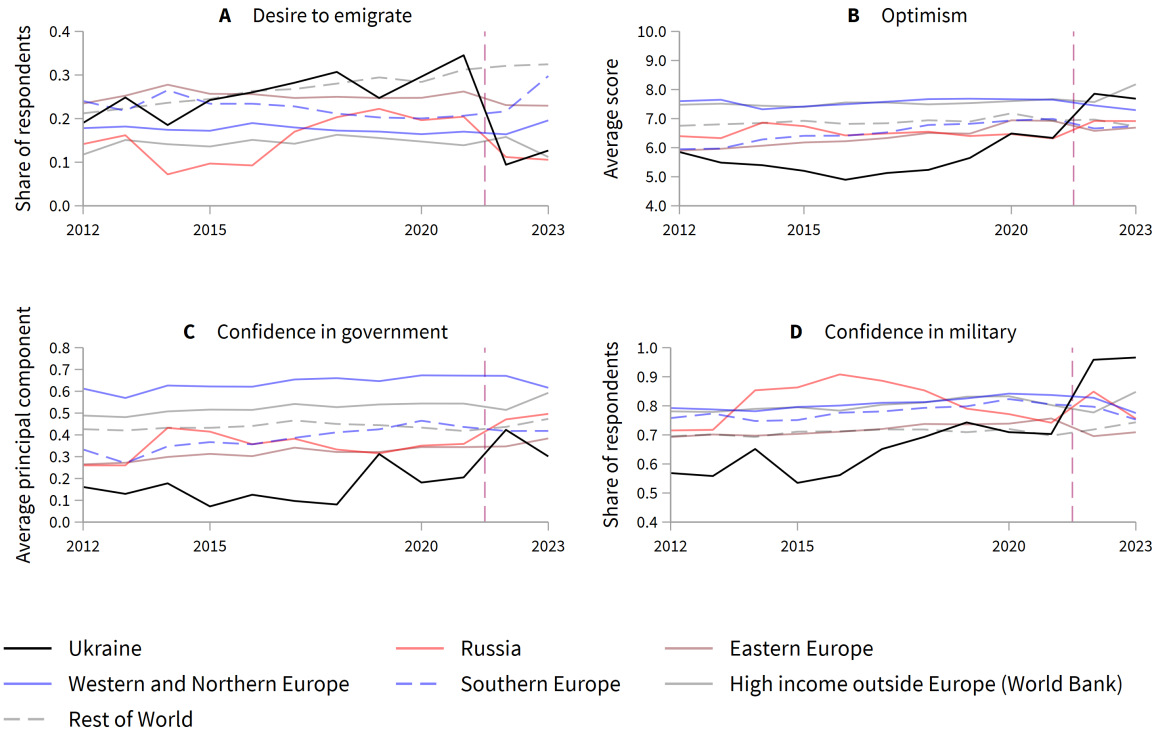 A Desire to emigrate
Share of respondents
0.4
0.3
0.2
0.1
0.0
2012 2015 2020 2023
B Optimism
Average score
10.0
9.0
8.0
7.0
6.0
5.0
4.0
2012 2015 2020 2023
C Confidence in government
Average principal component
0.8
0.7
0.6
0.5
0.4
0.3
0.2
0.1
0.0
2012 2015 2020 2023
D Confidence in military
Share of respondents
1.0
0.9
0.8
0.7
0.6
0.5
0.4
2012 2015 2020 2023
Ukraine Russia Eastern Europe
Western and Northern Europe Southern Europe High income outside Europe (World Bank)
Rest of World